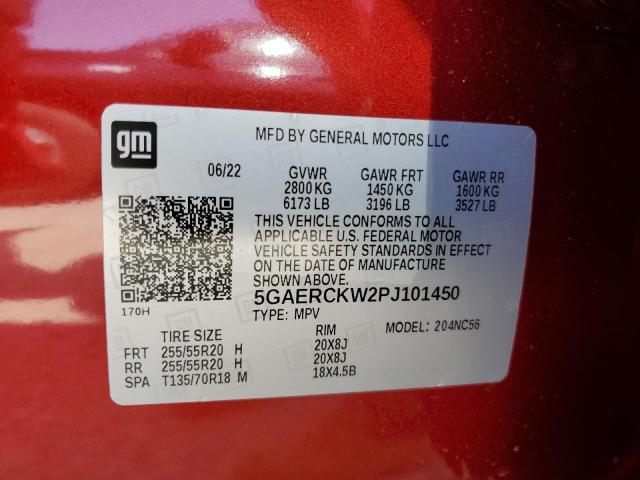 gm
MFD BY GENERAL MOTORS LLC
06/22 GVWR GAWR FRT GAWR RR
2800 KG 1450 KG 1600 KG
6173 LB 3196 LB 3527 LB
THIS VEHICLE CONFORMS TO ALL
APPLICABLE U.S. FEDERAL MOTOR
VEHICLE SAFETY STANDARDS IN EFFECT
ON THE DATE OF MANUFACTURE
SHOWN ABOVE.
5GAERCKW2PJ101450
170H
TYPE: MPV MODEL: 204NC56
TIRE SIZE RIM
FRT 255/55R20 H 20X8J
RR 255/55R20 H 20X8J
SPA T135/70R18 M 18X4.5B